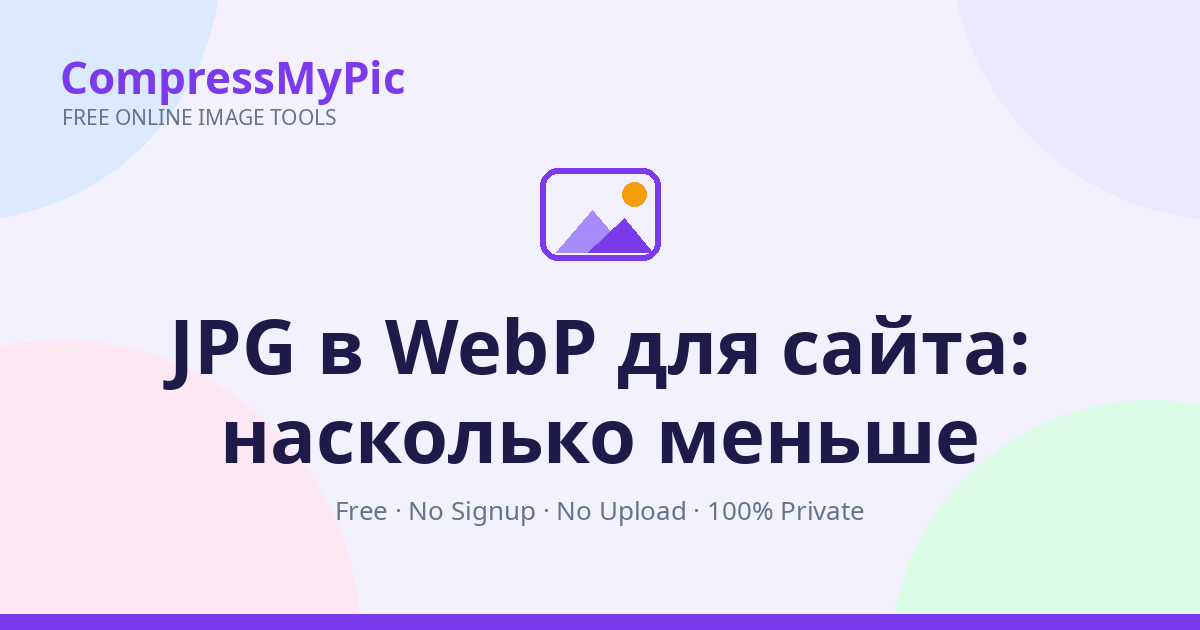 CompressMyPic
FREE ONLINE IMAGE TOOLS
JPG в WebP для сайта:
насколько меньше
Free · No Signup · No Upload · 100% Private